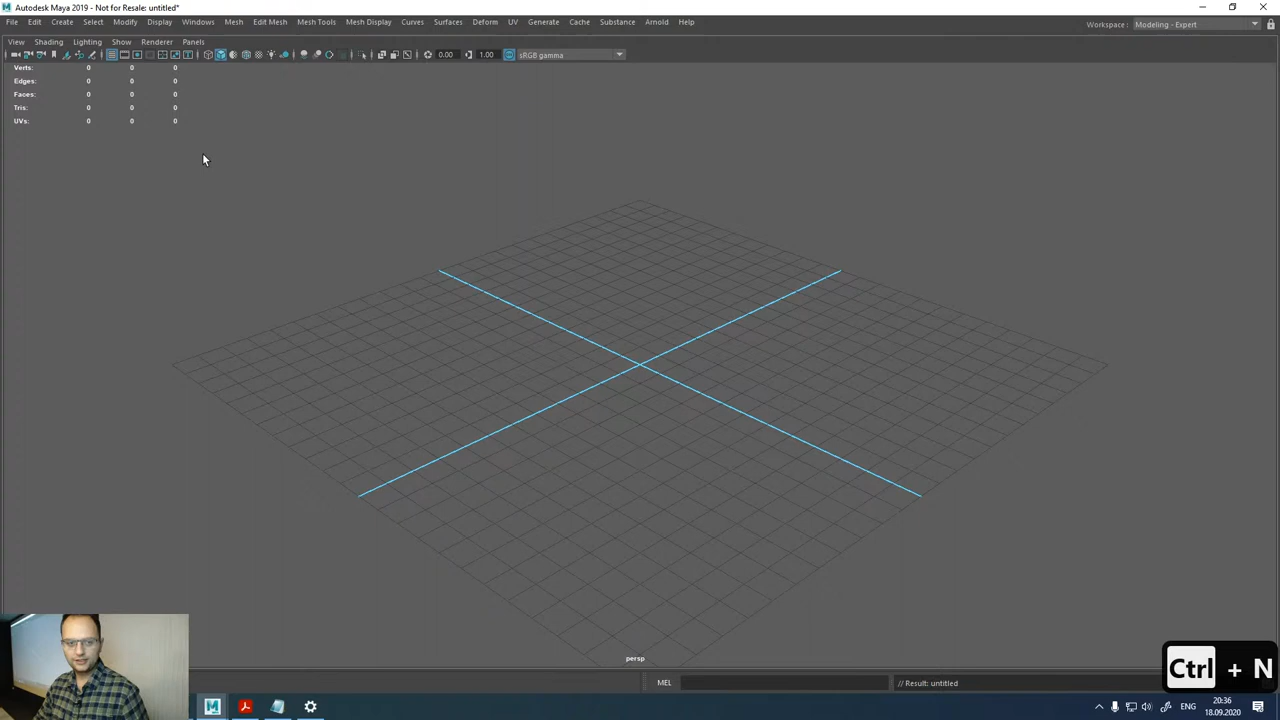 Autodesk Maya 2019 - Not for Resale: untitled*
File Edit Create Select Modify Display Windows Mesh Edit Mesh Mesh Tools Mesh Display Curves Surfaces Deform UV Generate Cache Substance Arnold Help
Workspace : Modeling - Expert
View Shading Lighting Show Renderer Panels
0.00 1.00 sRGB gamma
Verts: 0 0 0
Edges: 0 0 0
Faces: 0 0 0
Tris: 0 0 0
UVs: 0 0 0
persp
Ctrl + N
MEL // Result: untitled
ENG 20:36
18.09.2020